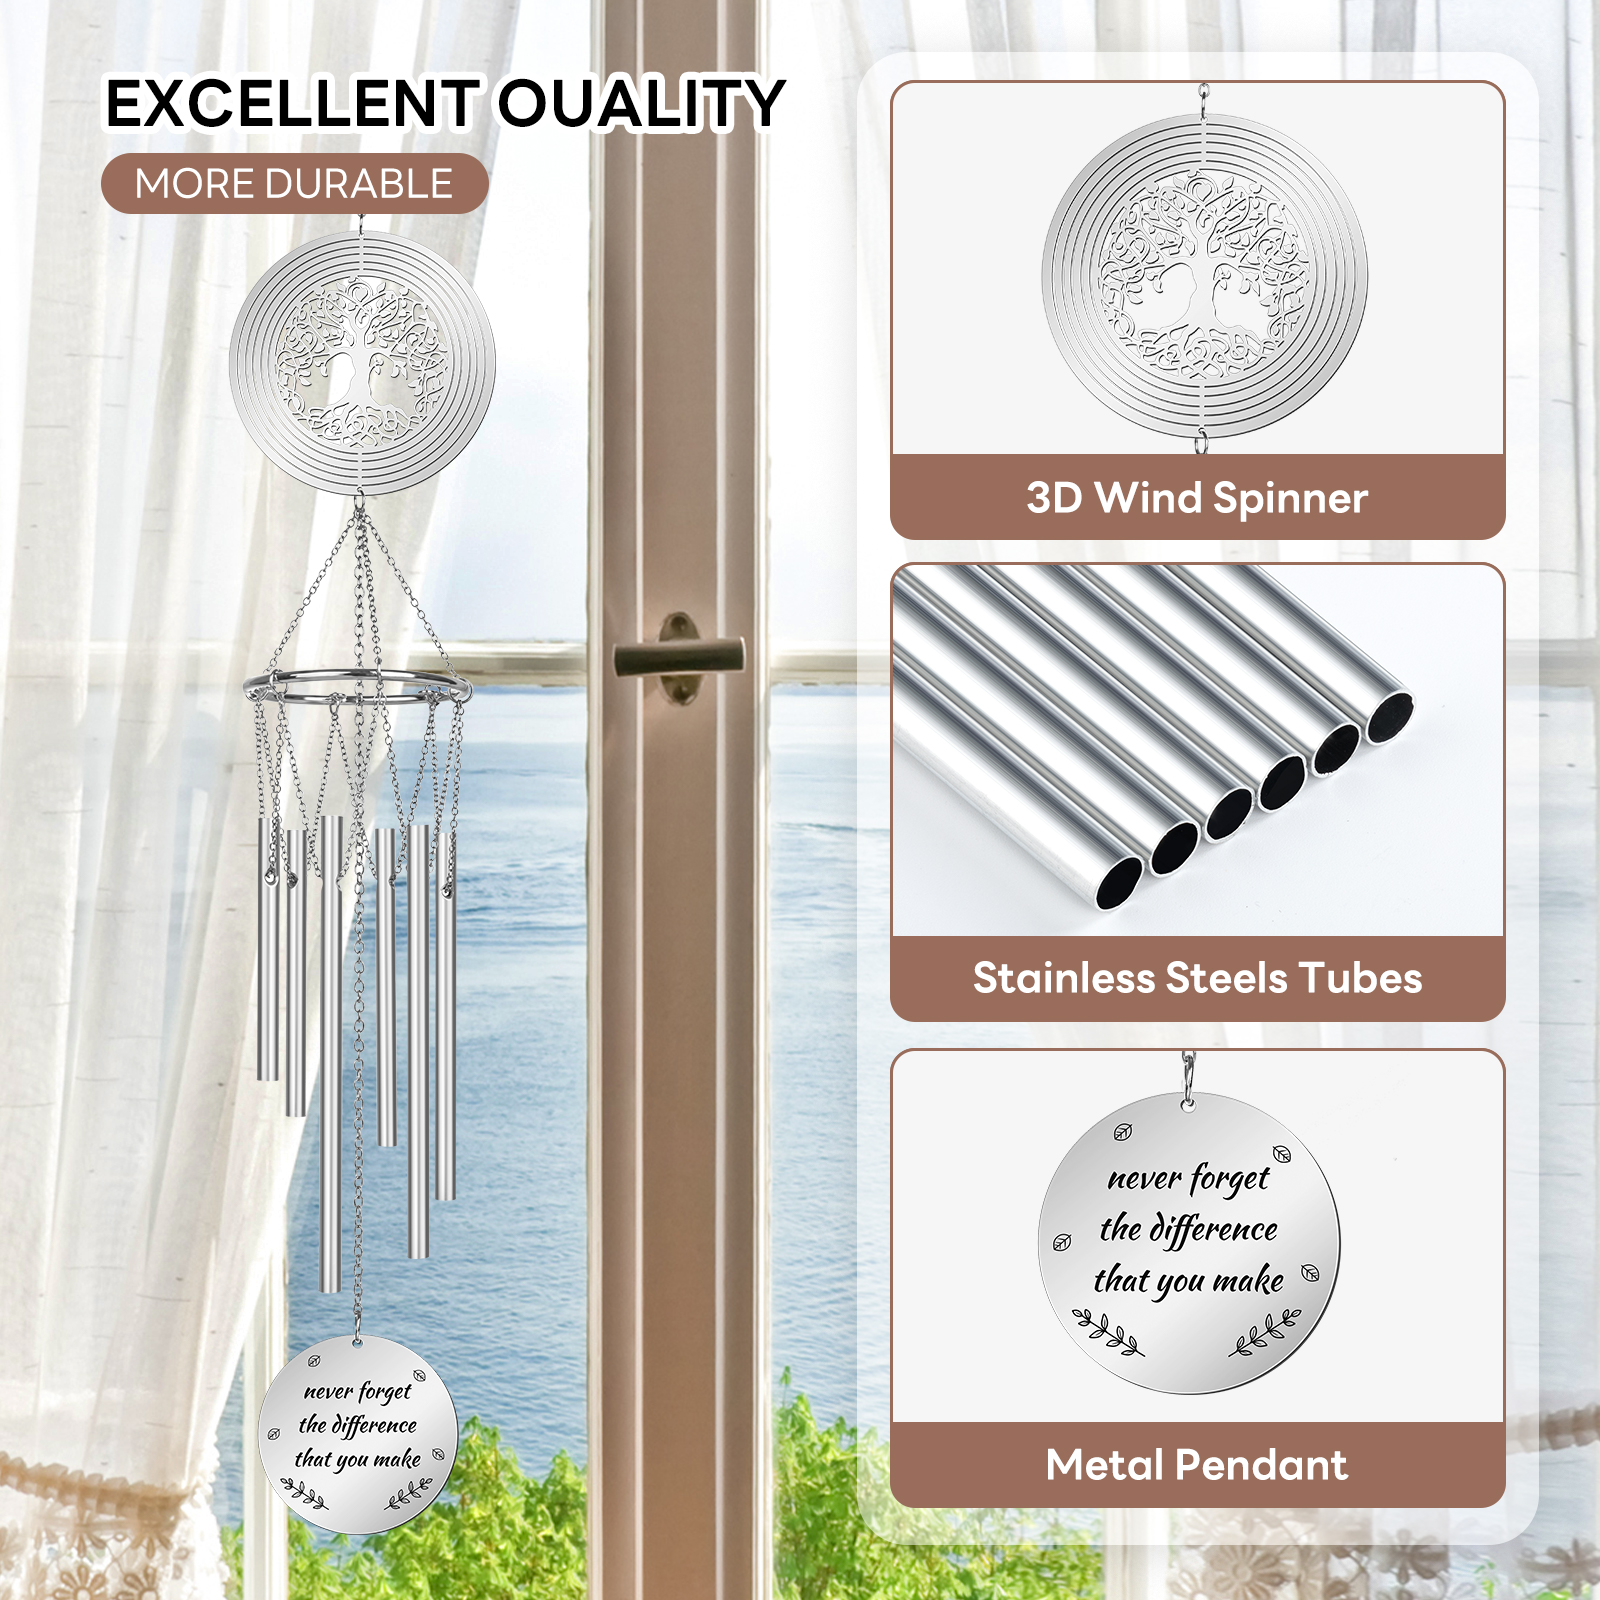 EXCELLENT QUALITY
MORE DURABLE
never forget
the difference
that you make
3D Wind Spinner
Stainless Steels Tubes
never forget
the difference
that you make
Metal Pendant